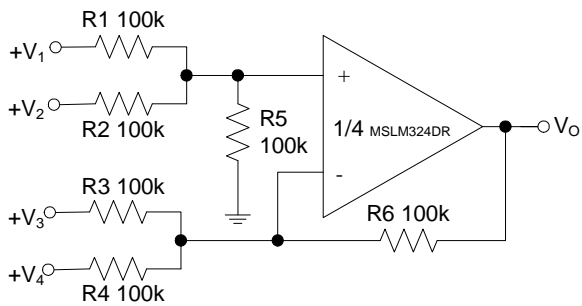 R1 100k
+V1
+V2
R2 100k
R5
100k
+
1/4 MSLM324DR
-
VO
R3 100k
+V3
+V4
R4 100k
R6 100k